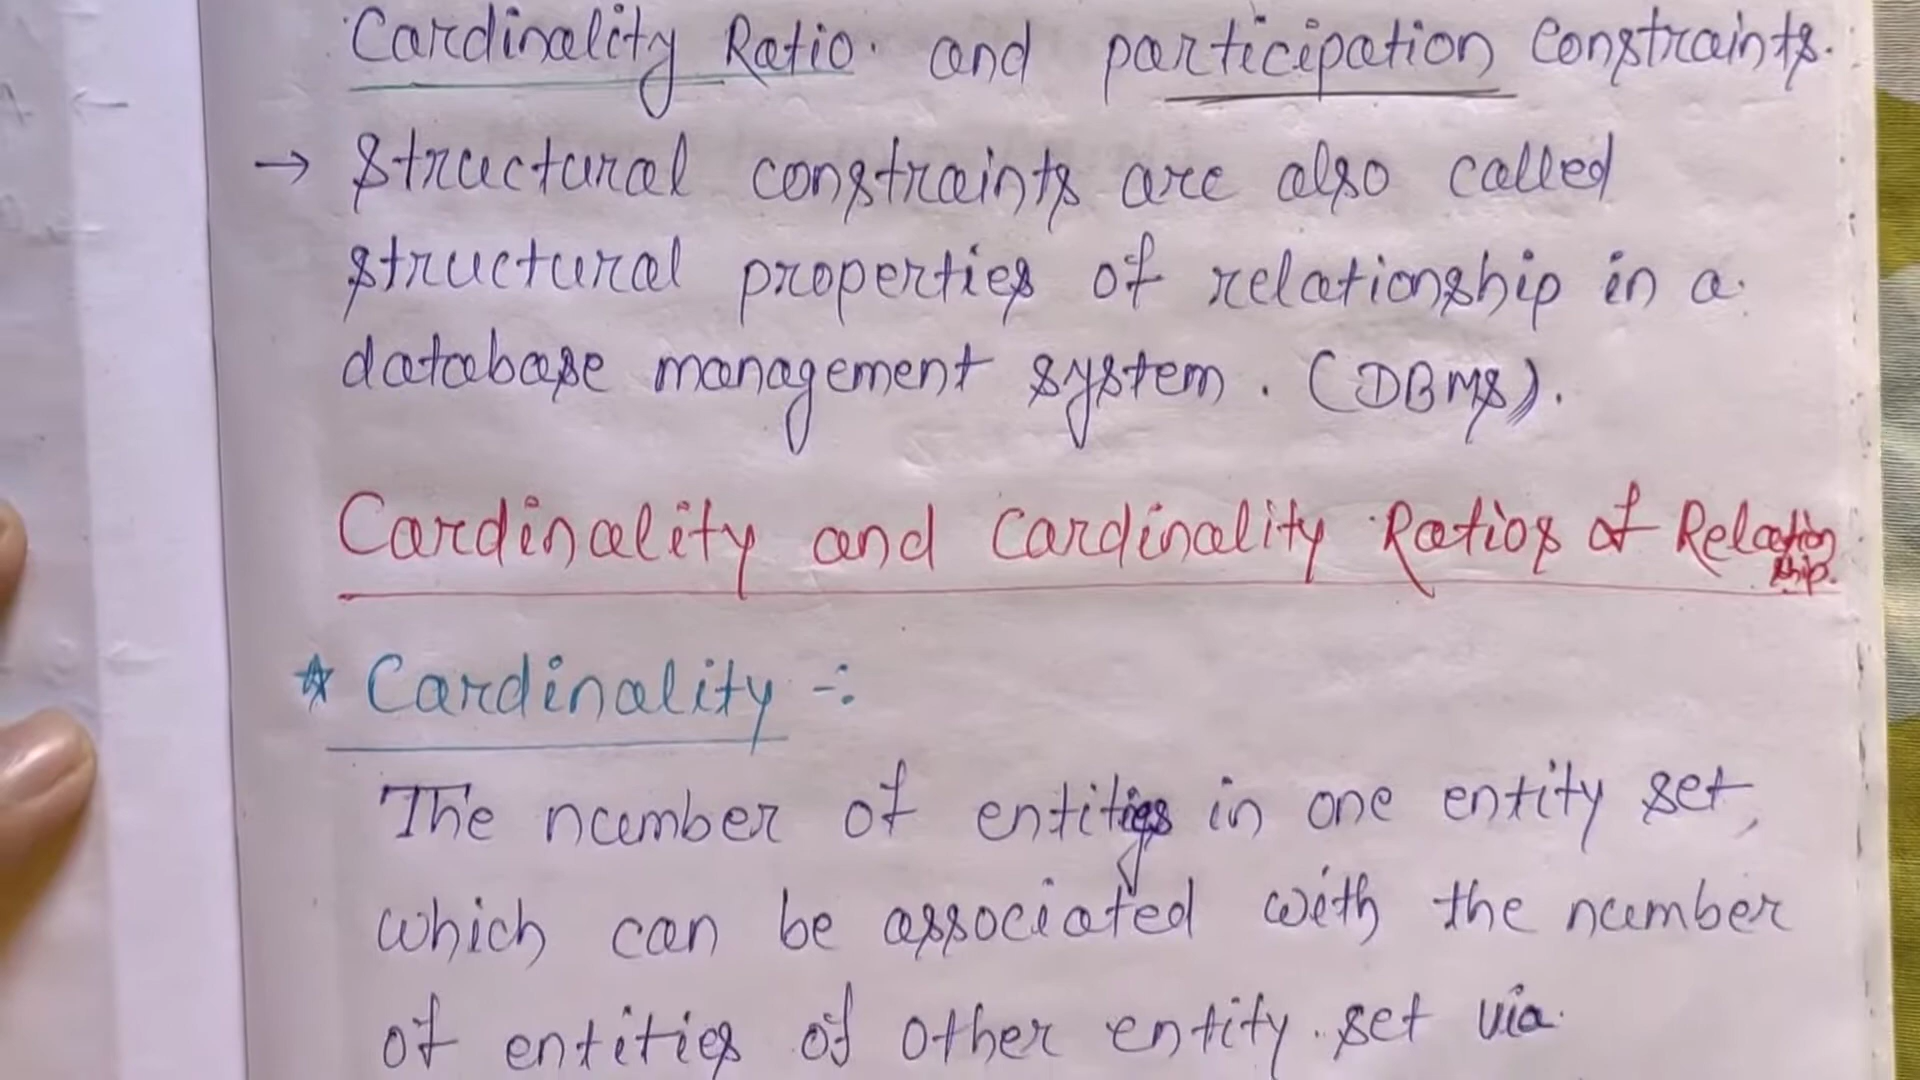 Cardinality Ratio and participation constraints.
→ Structural constraints are also called
structural properties of relationship in a
database management system. (DBMS).
Cardinality and Cardinality Ratios of Relation
ship.
☆ Cardinality -:
The number of entities in one entity set,
which can be associated with the number
of entities of other entity set via